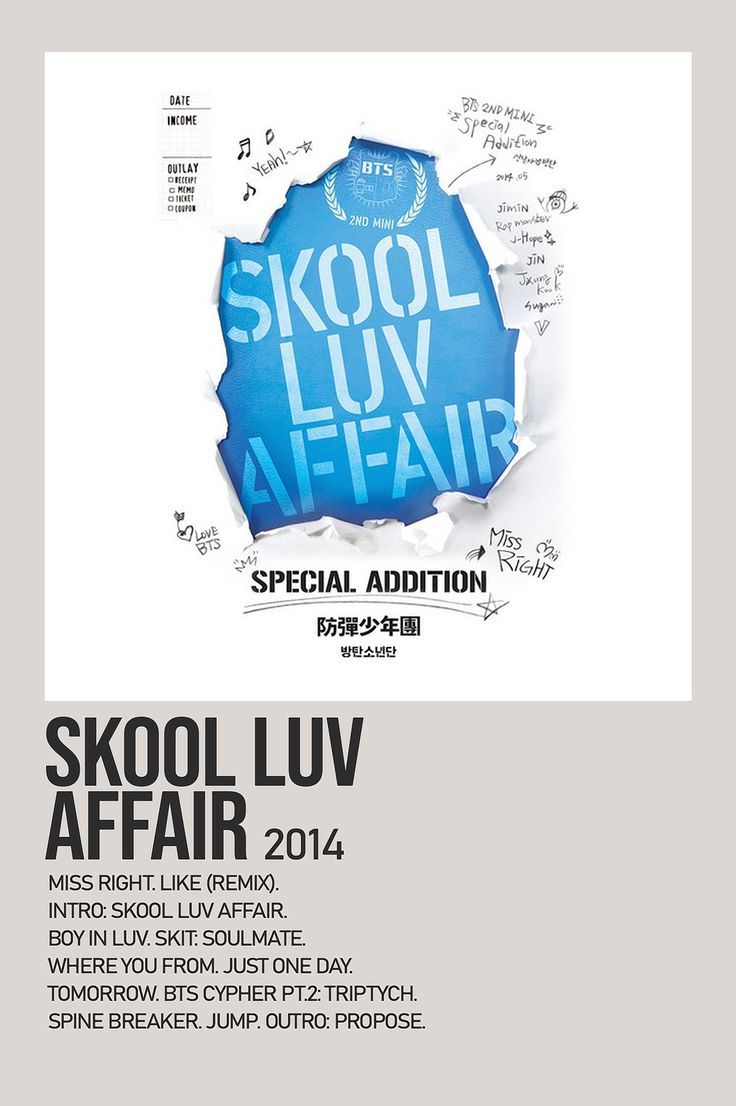 DATE
INCOME
OUTLAY
RECEIPT
MEMO
TICKET
COUPON
YEAH!~
BTS 2ND MINI
Special
Addition
2014.05
Jimin
Rap monster
J-Hope
JIN
Jxung
Kook
Suga
BTS
2ND MINI
SKOOL
LUV
AFFAIR
LOVE
BTS
Miss
RIGHT
SPECIAL ADDITION
防彈少年團
방탄소년단
SKOOL LUV
AFFAIR 2014
MISS RIGHT. LIKE (REMIX).
INTRO: SKOOL LUV AFFAIR.
BOY IN LUV. SKIT: SOULMATE.
WHERE YOU FROM. JUST ONE DAY.
TOMORROW. BTS CYPHER PT.2: TRIPTYCH.
SPINE BREAKER. JUMP. OUTRO: PROPOSE.